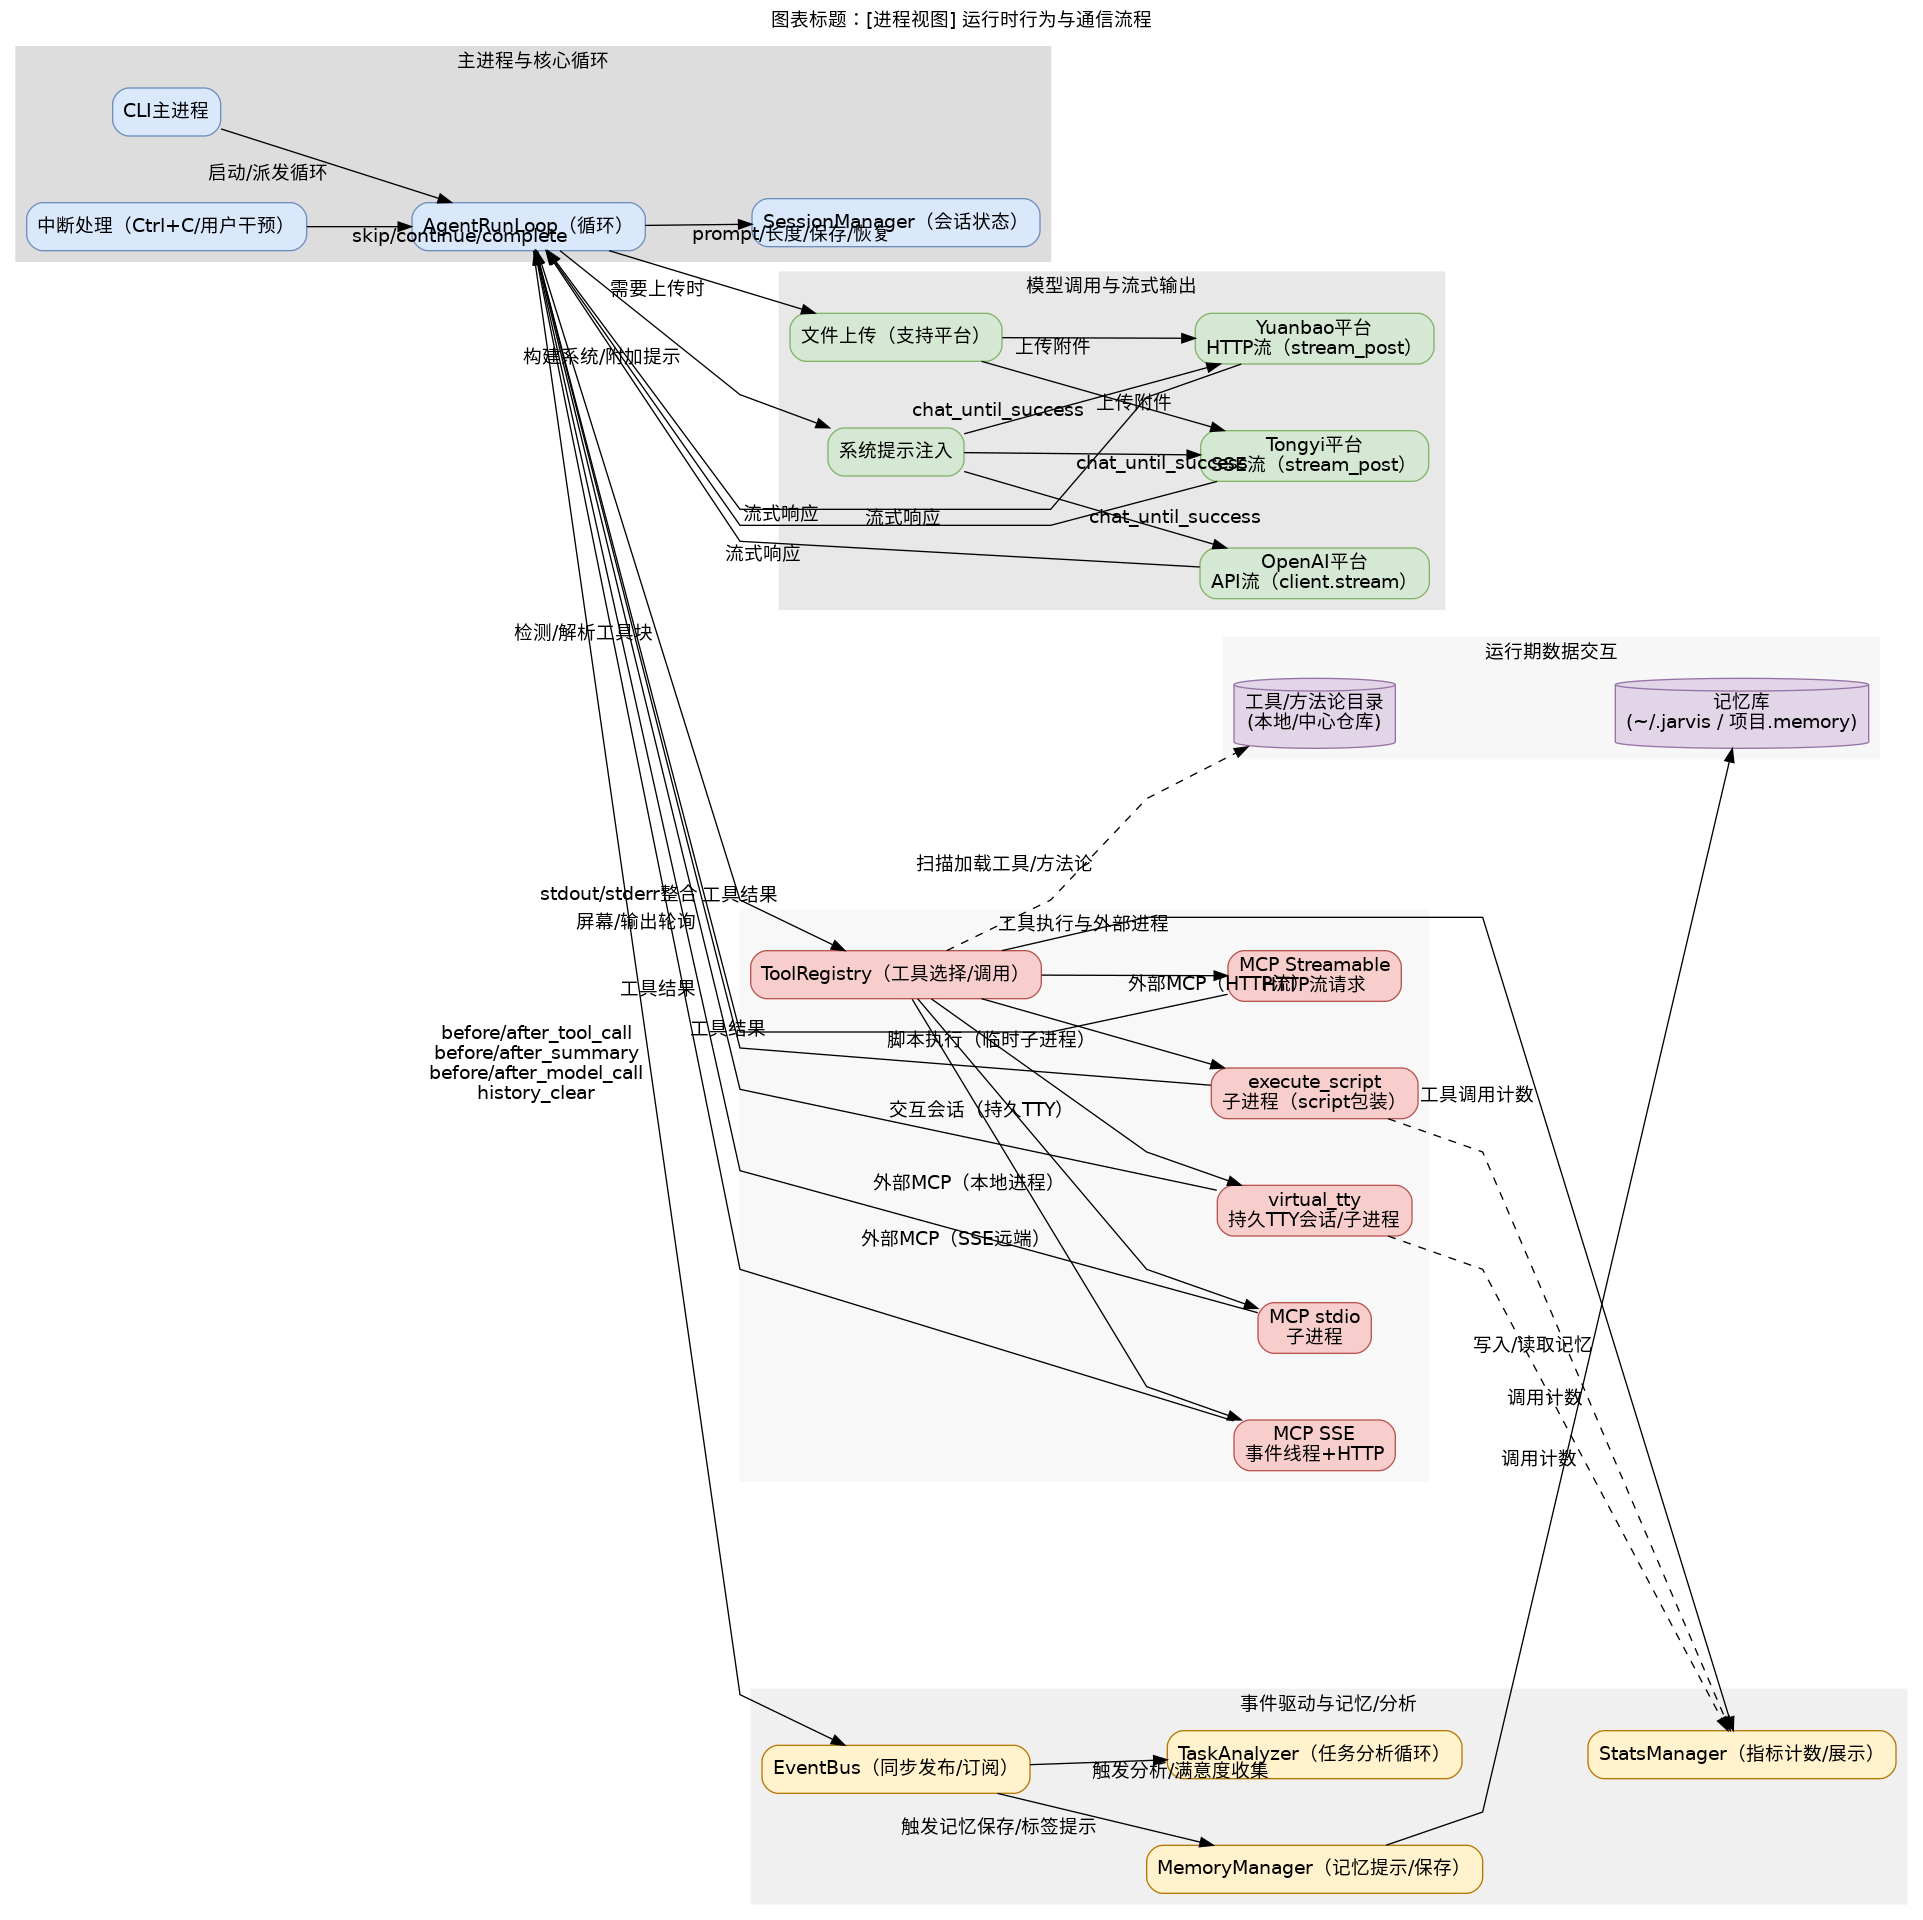 图表标题：[进程视图] 运行时行为与通信流程
主进程与核心循环
CLI主进程
启动/派发循环
中断处理（Ctrl+C/用户干预）
skip/continue/complete
AgentRunLoop（循环）
prompt/长度/保存/恢复
SessionManager（会话状态）
模型调用与流式输出
需要上传时
文件上传（支持平台）
上传附件
Yuanbao平台
HTTP流（stream_post）
构建系统/附加提示
上传附件
chat_until_success
系统提示注入
chat_until_success
Tongyi平台
SSE流（stream_post）
流式响应
流式响应
chat_until_success
流式响应
OpenAI平台
API流（client.stream）
检测/解析工具块
运行期数据交互
工具/方法论目录
(本地/中心仓库)
记忆库
(~/.jarvis / 项目.memory)
扫描加载工具/方法论
stdout/stderr整合
工具结果
屏幕/输出轮询
工具执行与外部进程
ToolRegistry（工具选择/调用）
外部MCP（HTTP流）
MCP Streamable
HTTP流请求
工具结果
工具结果
脚本执行（临时子进程）
before/after_tool_call
before/after_summary
before/after_model_call
history_clear
execute_script
子进程（script包装）
工具调用计数
交互会话（持久TTY）
外部MCP（本地进程）
virtual_tty
持久TTY会话/子进程
外部MCP（SSE远端）
MCP stdio
子进程
写入/读取记忆
调用计数
MCP SSE
事件线程+HTTP
调用计数
事件驱动与记忆/分析
EventBus（同步发布/订阅）
触发分析/满意度收集
TaskAnalyzer（任务分析循环）
StatsManager（指标计数/展示）
触发记忆保存/标签提示
MemoryManager（记忆提示/保存）